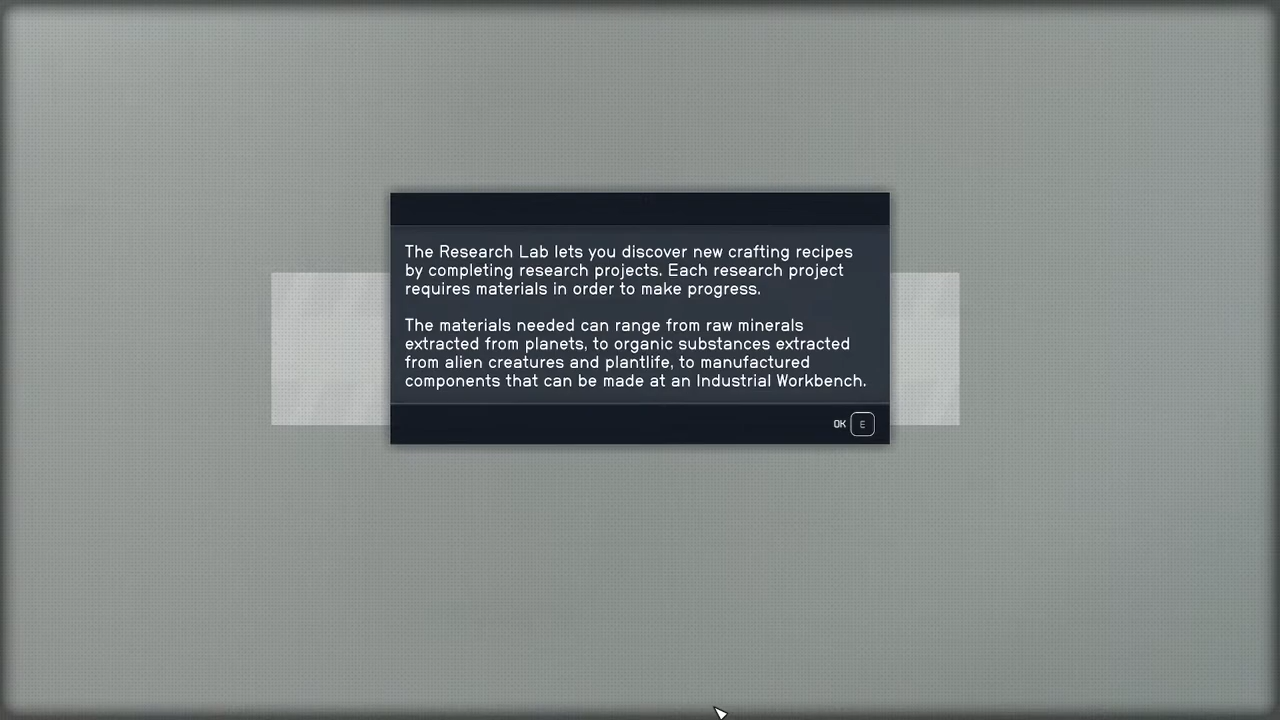 The Research Lab lets you discover new crafting recipes
by completing research projects. Each research project
requires materials in order to make progress.
The materials needed can range from raw minerals
extracted from planets, to organic substances extracted
from alien creatures and plantlife, to manufactured
components that can be made at an Industrial Workbench.
OK E